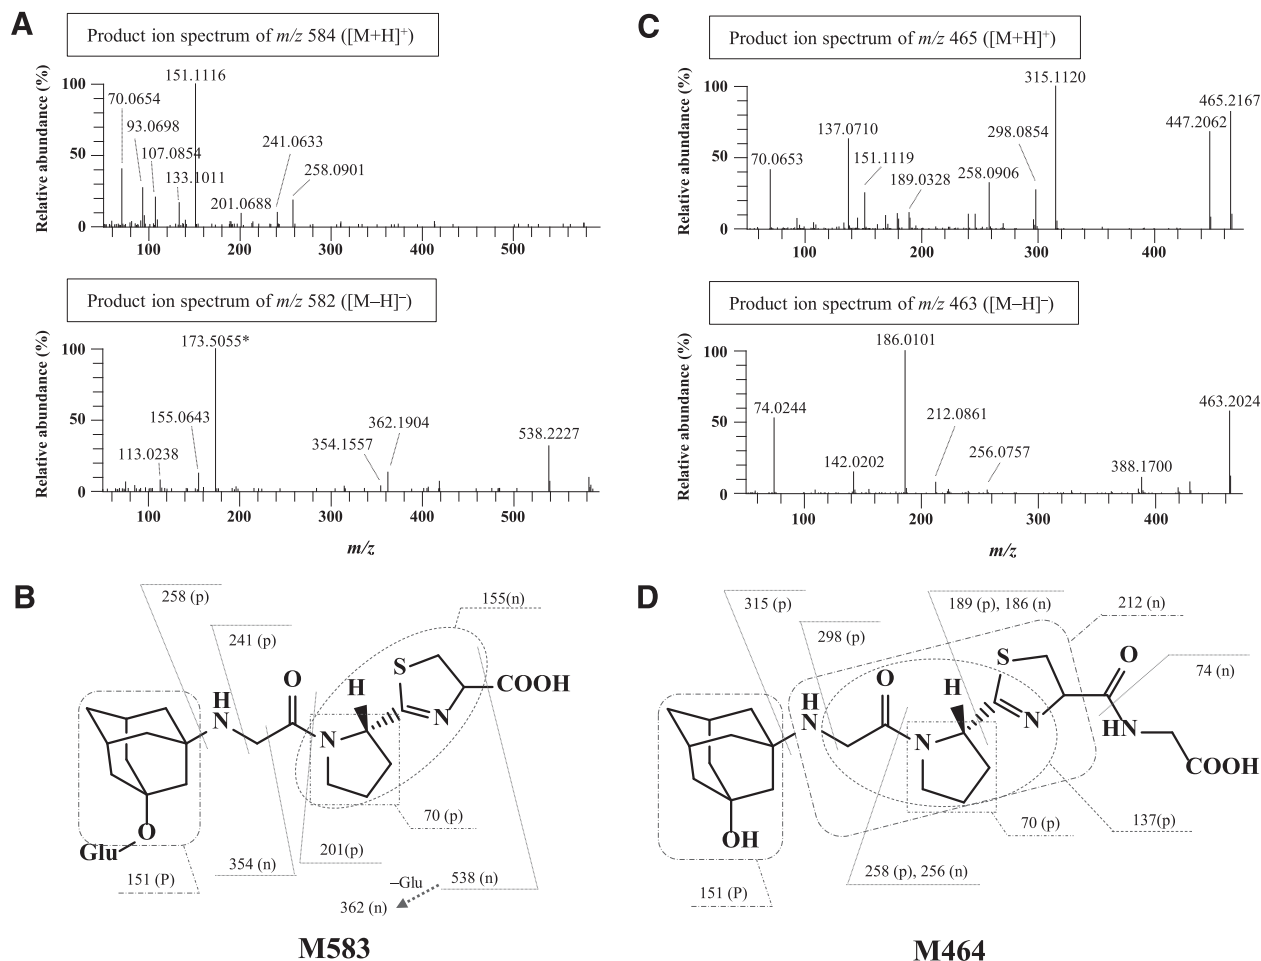 A
Product ion spectrum of m/z 584 ([M+H]⁺)
Relative abundance (%)
100
50
0
151.1116
70.0654
93.0698
107.0854
133.1011
201.0688
241.0633
258.0901
100
200
300
400
500
Product ion spectrum of m/z 582 ([M–H]⁻)
Relative abundance (%)
100
50
0
173.5055*
155.0643
113.0238
354.1557
362.1904
538.2227
100
200
300
400
500
m/z
C
Product ion spectrum of m/z 465 ([M+H]⁺)
Relative abundance (%)
100
50
0
315.1120
465.2167
447.2062
137.0710
298.0854
70.0653
151.1119
189.0328
258.0906
100
200
300
400
Product ion spectrum of m/z 463 ([M–H]⁻)
Relative abundance (%)
100
50
0
186.0101
74.0244
463.2024
212.0861
142.0202
256.0757
388.1700
100
200
300
400
m/z
B
258 (p)
241 (p)
155(n)
S
COOH
O
H
H
N
N
N
O
Glu
70 (p)
201(p)
354 (n)
151 (P)
–Glu
538 (n)
362 (n)
M583
D
315 (p)
298 (p)
189 (p), 186 (n)
212 (n)
74 (n)
S
O
O
H
H
N
N
N
HN
COOH
OH
70 (p)
137(p)
258 (p), 256 (n)
151 (P)
M464